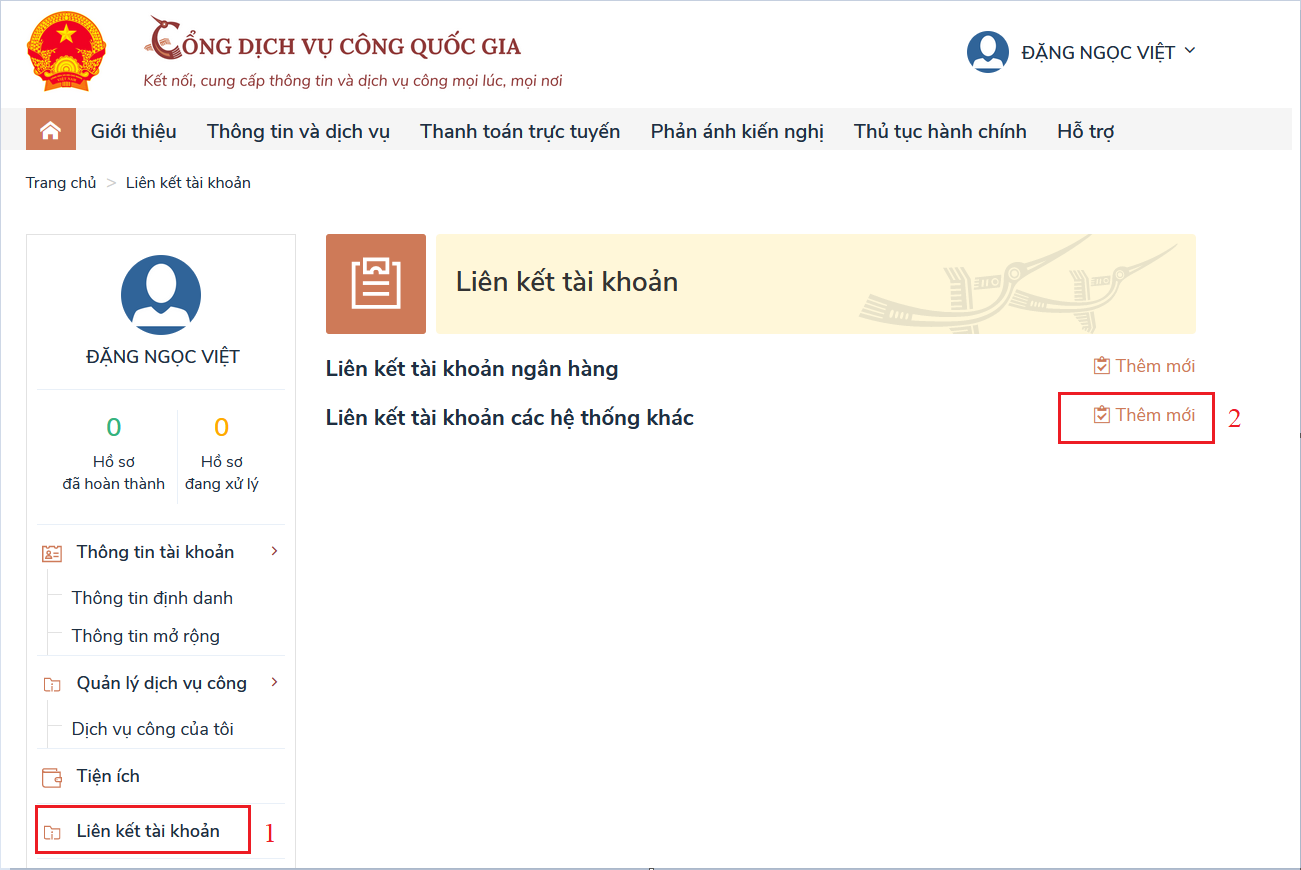 CỔNG DỊCH VỤ CÔNG QUỐC GIA
Kết nối, cung cấp thông tin và dịch vụ công mọi lúc, mọi nơi
ĐẶNG NGỌC VIỆT
Giới thiệu Thông tin và dịch vụ Thanh toán trực tuyến Phản ánh kiến nghị Thủ tục hành chính Hỗ trợ
Trang chủ > Liên kết tài khoản
ĐẶNG NGỌC VIỆT
0 0
Hồ sơ Hồ sơ
đã hoàn thành đang xử lý
Thông tin tài khoản
Thông tin định danh
Thông tin mở rộng
Quản lý dịch vụ công
Dịch vụ công của tôi
Tiện ích
Liên kết tài khoản 1
Liên kết tài khoản
Liên kết tài khoản ngân hàng Thêm mới
Liên kết tài khoản các hệ thống khác Thêm mới 2